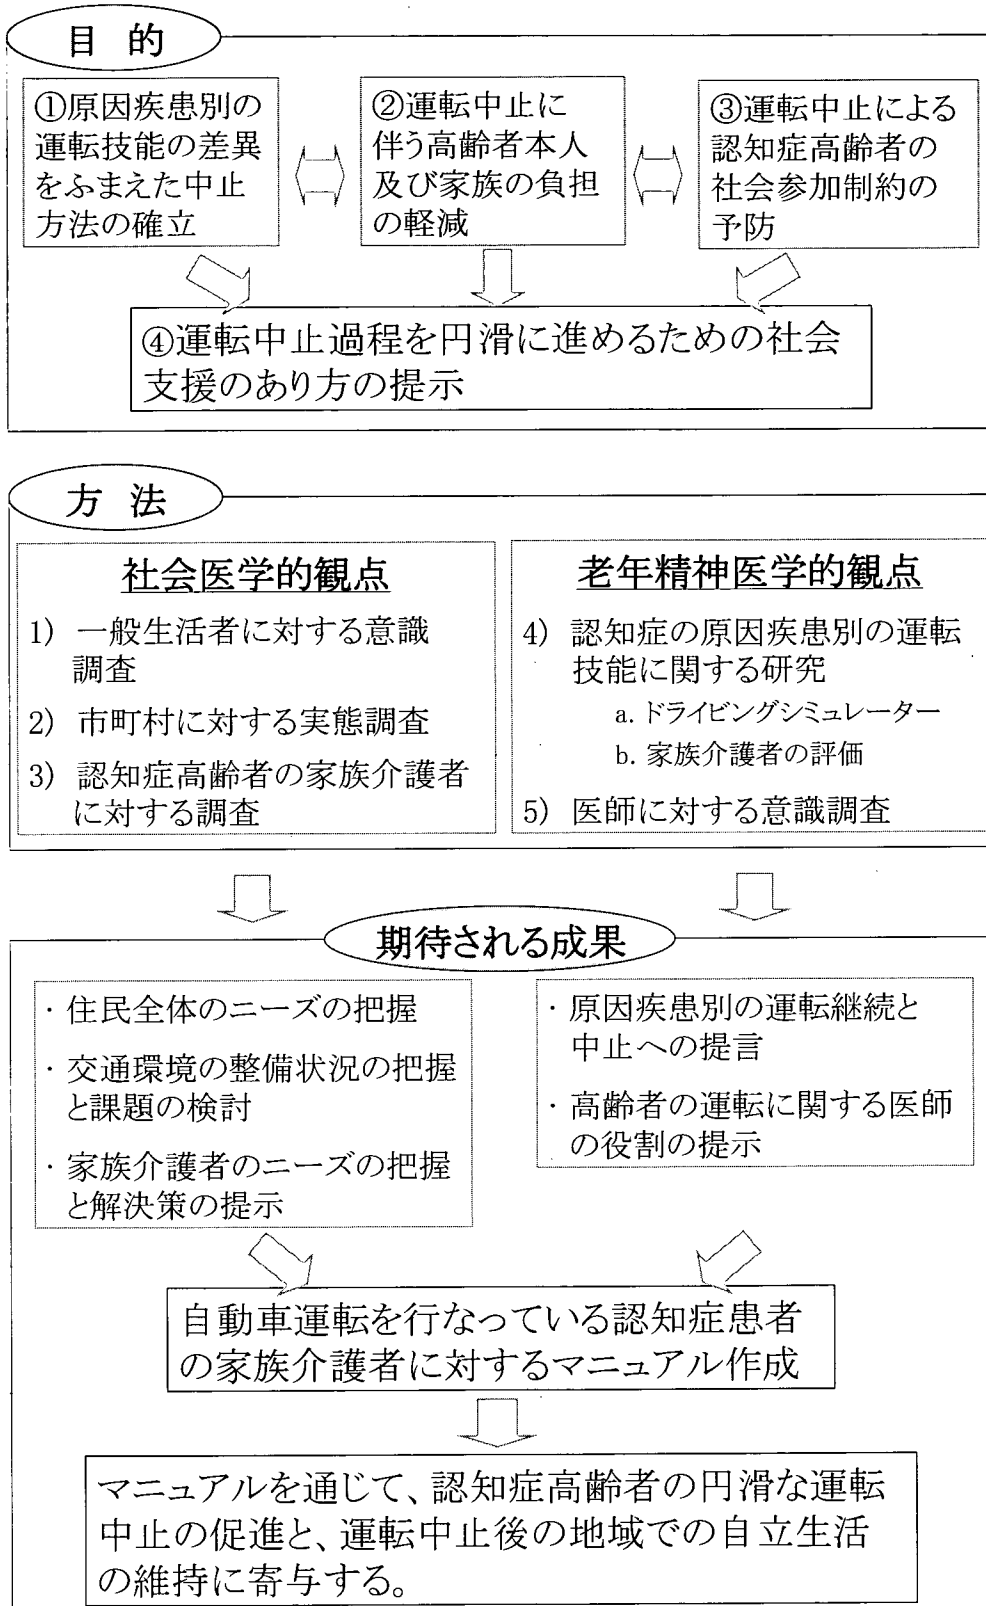 目 的
①原因疾患別の
運転技能の差異
をふまえた中止
方法の確立
②運転中止に
伴う高齢者本人
及び家族の負担
の軽減
③運転中止による
認知症高齢者の
社会参加制約の
予防
④運転中止過程を円滑に進めるための社会
支援のあり方の提示
方 法
社会医学的観点
1) 一般生活者に対する意識
調査
2) 市町村に対する実態調査
3) 認知症高齢者の家族介護者
に対する調査
老年精神医学的観点
4) 認知症の原因疾患別の運転
技能に関する研究
a. ドライビングシミュレーター
b. 家族介護者の評価
5) 医師に対する意識調査
期待される成果
・住民全体のニーズの把握
・交通環境の整備状況の把握
と課題の検討
・家族介護者のニーズの把握
と解決策の提示
・原因疾患別の運転継続と
中止への提言
・高齢者の運転に関する医師
の役割の提示
自動車運転を行なっている認知症患者
の家族介護者に対するマニュアル作成
マニュアルを通じて、認知症高齢者の円滑な運転
中止の促進と、運転中止後の地域での自立生活
の維持に寄与する。